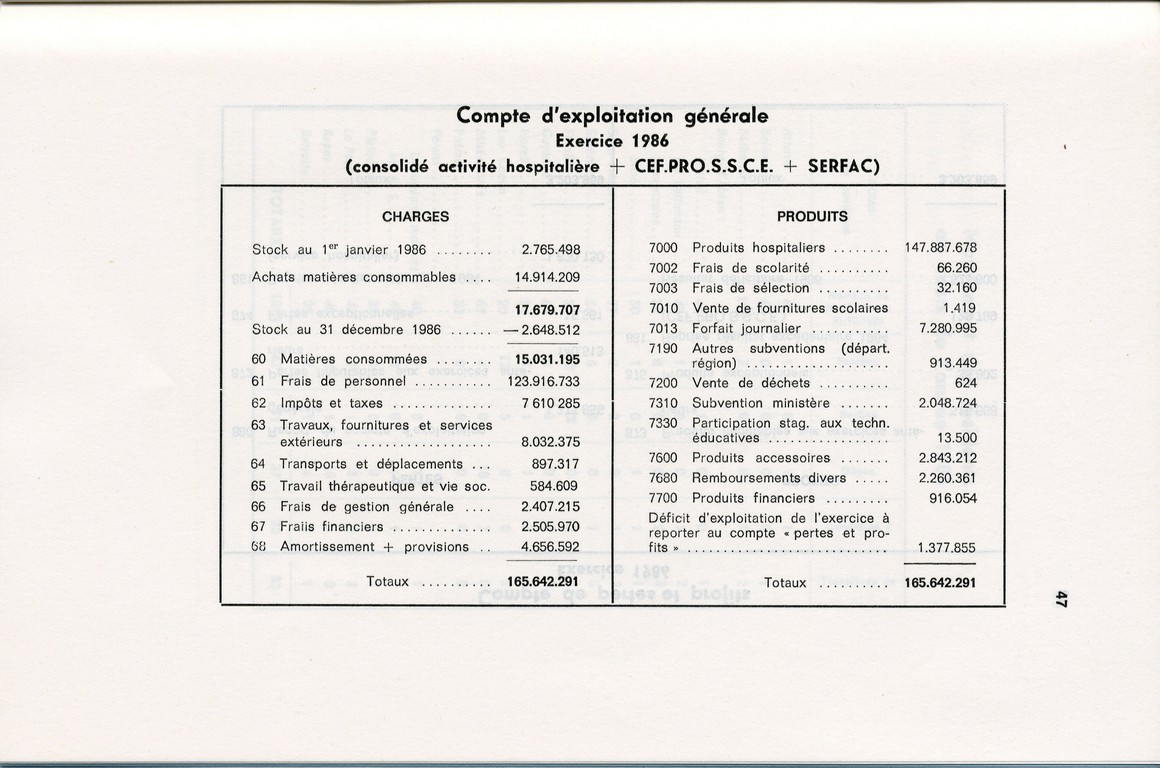 Compte d'exploitation générale
Exercice 1986
(consolidé activité hospitalière + CEF.PRO.S.S.C.E. + SERFAC)
CHARGES
Stock au 1er janvier 1986 ........ 2.765.498
Achats matières consommables .... 14.914.209
17.679.707
Stock au 31 décembre 1986 ...... — 2.648.512
60 Matières consommées ........ 15.031.195
61 Frais de personnel ........... 123.916.733
62 Impôts et taxes ............. 7 610 285
63 Travaux, fournitures et services
extérieurs .................. 8.032.375
64 Transports et déplacements ... 897.317
65 Travail thérapeutique et vie soc. 584.609
66 Frais de gestion générale .... 2.407.215
67 Fraiis financiers .............. 2.505.970
68 Amortissement + provisions .. 4.656.592
Totaux .......... 165.642.291
PRODUITS
7000 Produits hospitaliers ........ 147.887.678
7002 Frais de scolarité .......... 66.260
7003 Frais de sélection .......... 32.160
7010 Vente de fournitures scolaires 1.419
7013 Forfait journalier ........... 7.280.995
7190 Autres subventions (départ.
région) .................... 913.449
7200 Vente de déchets .......... 624
7310 Subvention ministère ....... 2.048.724
7330 Participation stag. aux techn.
éducatives ................. 13.500
7600 Produits accessoires ....... 2.843.212
7680 Remboursements divers ..... 2.260.361
7700 Produits financiers ......... 916.054
Déficit d'exploitation de l'exercice à
reporter au compte « pertes et pro-
fits » ............................ 1.377.855
Totaux .......... 165.642.291
47